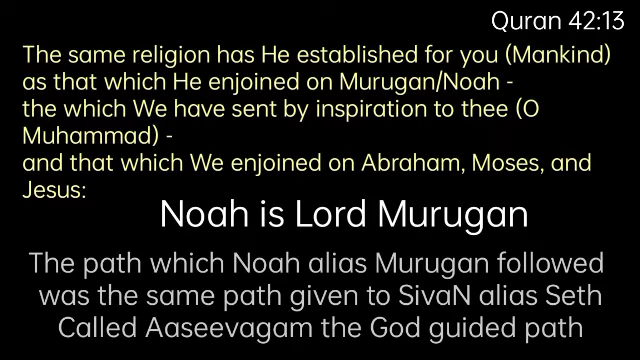 Quran 42:13
The same religion has He established for you (Mankind)
as that which He enjoined on Murugan/Noah -
the which We have sent by inspiration to thee (O
Muhammad) -
and that which We enjoined on Abraham, Moses, and
Jesus:
Noah is Lord Murugan
The path which Noah alias Murugan followed
was the same path given to SivaN alias Seth
Called Aaseevagam the God guided path